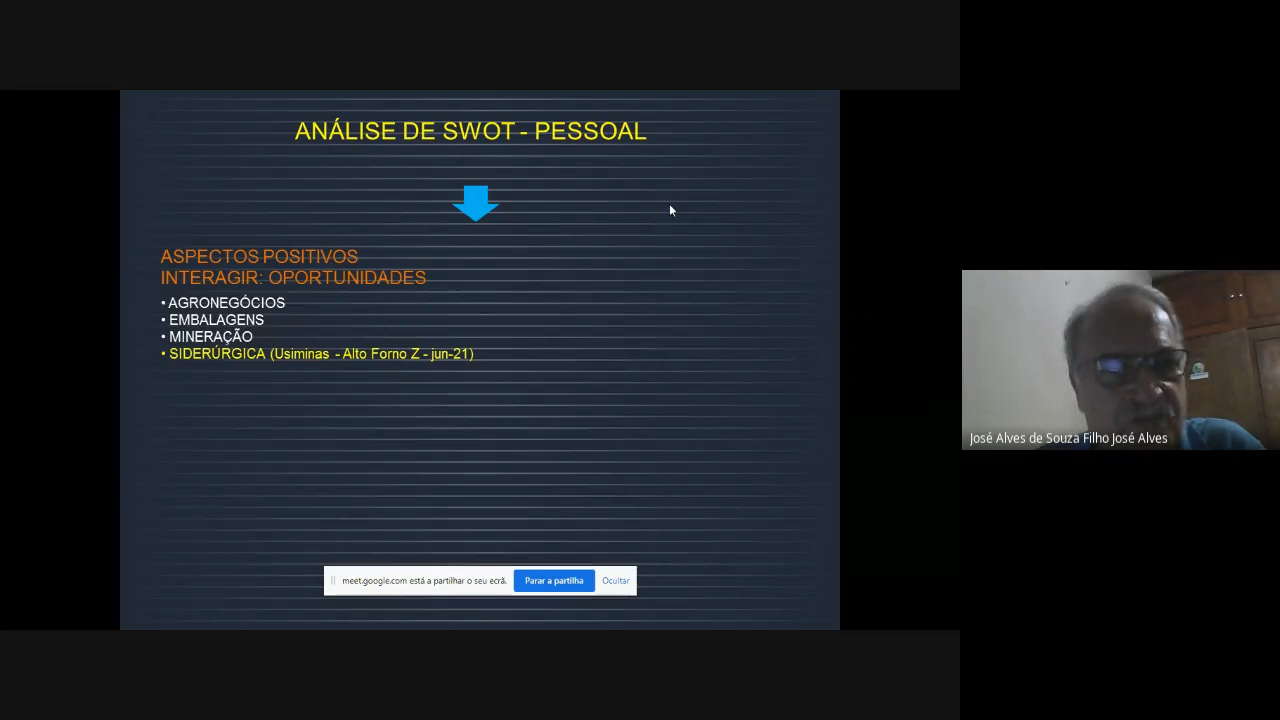 ANÁLISE DE SWOT - PESSOAL
ASPECTOS POSITIVOS
INTERAGIR: OPORTUNIDADES
• AGRONEGÓCIOS
• EMBALAGENS
• MINERAÇÃO
• SIDERÚRGICA (Usiminas - Alto Forno Z - jun-21)
meet.google.com está a partilhar o seu ecrã. Parar a partilha Ocultar
José Alves de Souza Filho José Alves